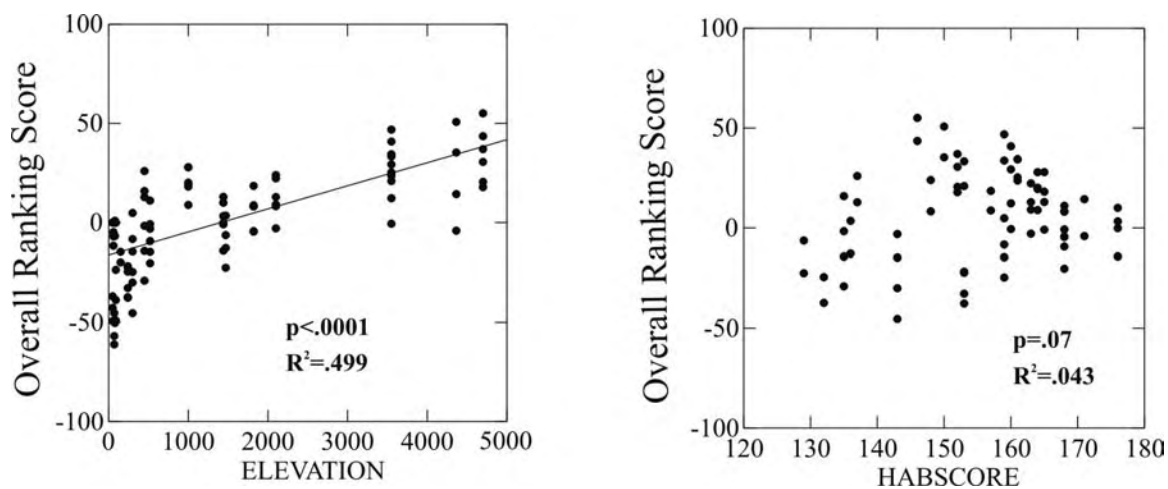 100
50
0
-50
-100
Overall Ranking Score
p<.0001
R²=.499
0 1000 2000 3000 4000 5000
ELEVATION
100
50
0
-50
-100
Overall Ranking Score
p=.07
R²=.043
120 130 140 150 160 170 180
HABSCORE